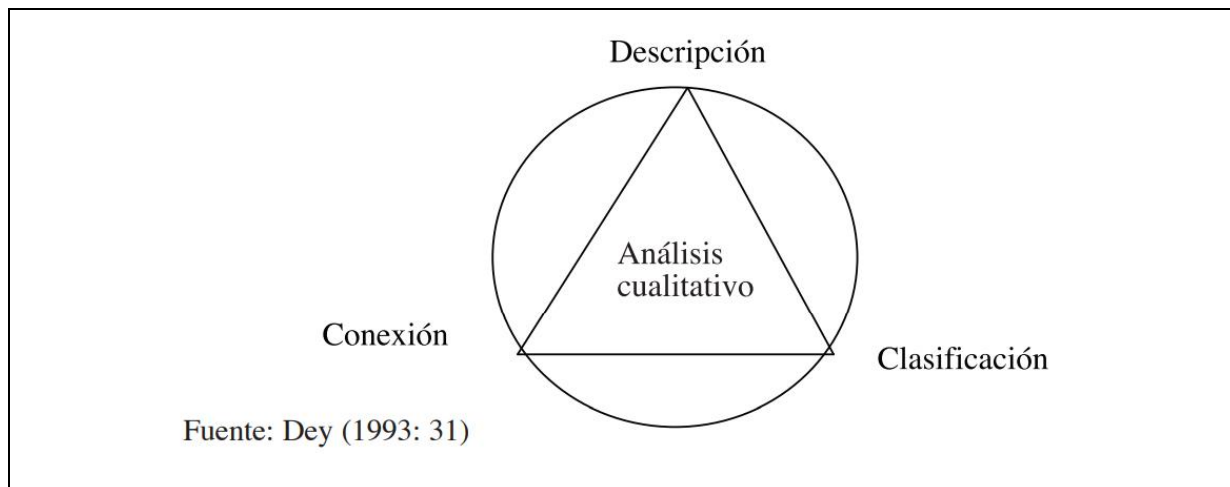 Descripción
Análisis
cualitativo
Conexión
Clasificación
Fuente: Dey (1993: 31)